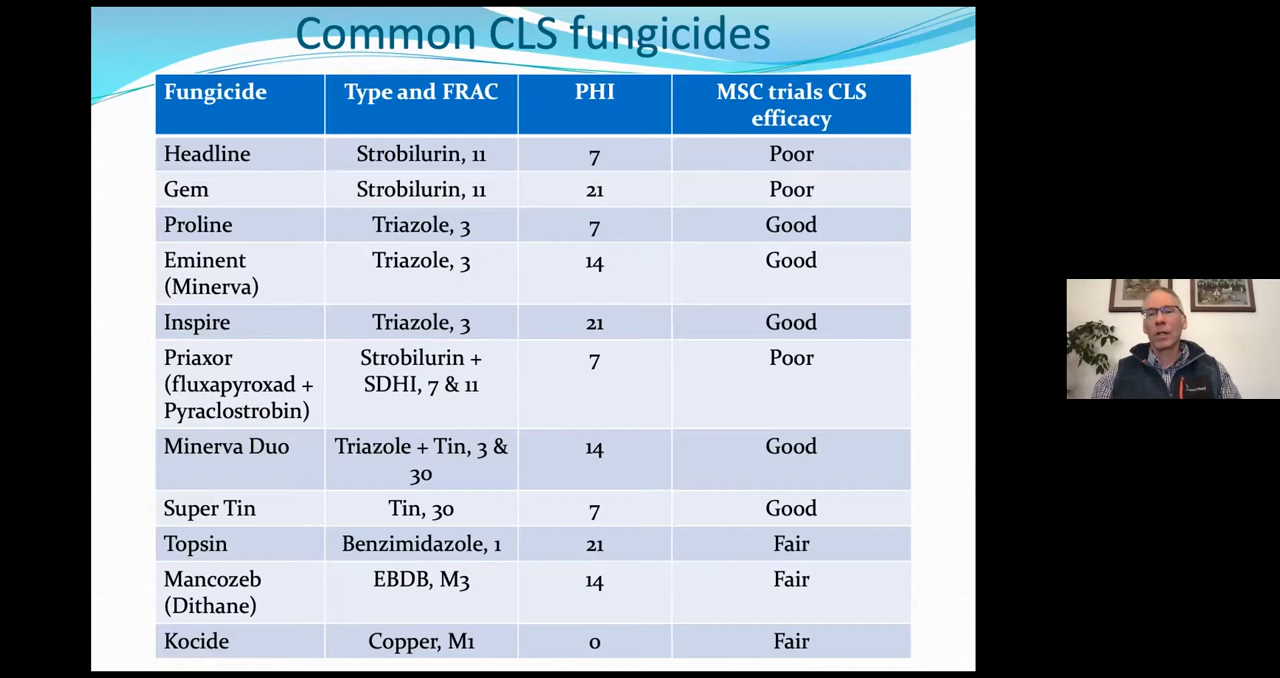 Common CLS fungicides
Fungicide Type and FRAC PHI MSC trials CLS
efficacy
Headline Strobilurin, 11 7 Poor
Gem Strobilurin, 11 21 Poor
Proline Triazole, 3 7 Good
Eminent Triazole, 3 14 Good
(Minerva)
Inspire Triazole, 3 21 Good
Priaxor Strobilurin + 7 Poor
(fluxapyroxad + SDHI, 7 & 11
Pyraclostrobin)
Minerva Duo Triazole + Tin, 3 & 14 Good
30
Super Tin Tin, 30 7 Good
Topsin Benzimidazole, 1 21 Fair
Mancozeb EBDB, M3 14 Fair
(Dithane)
Kocide Copper, M1 0 Fair